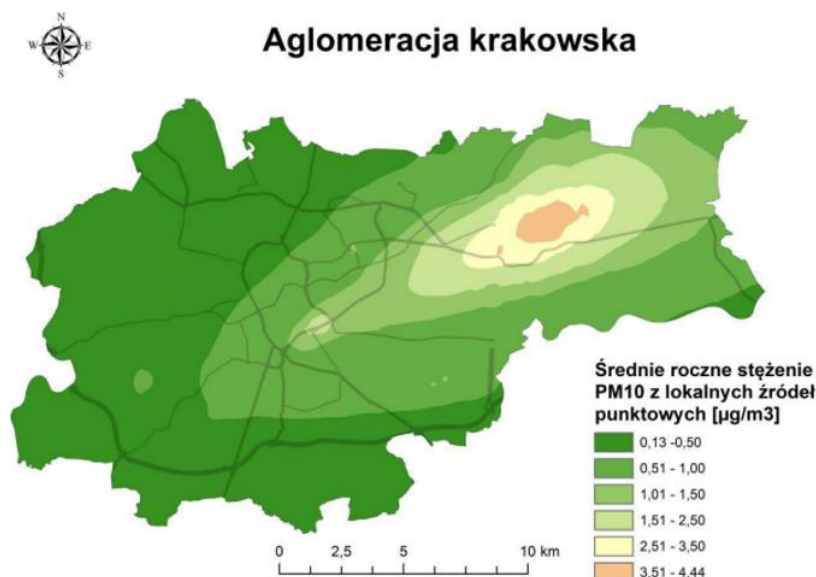 N
W E
S
Aglomeracja krakowska
Średnie roczne stężenie
PM10 z lokalnych źródeł
punktowych [µg/m3]
0,13 -0,50
0,51 - 1,00
1,01 - 1,50
1,51 - 2,50
2,51 - 3,50
3,51 - 4,44
0 2,5 5 10 km